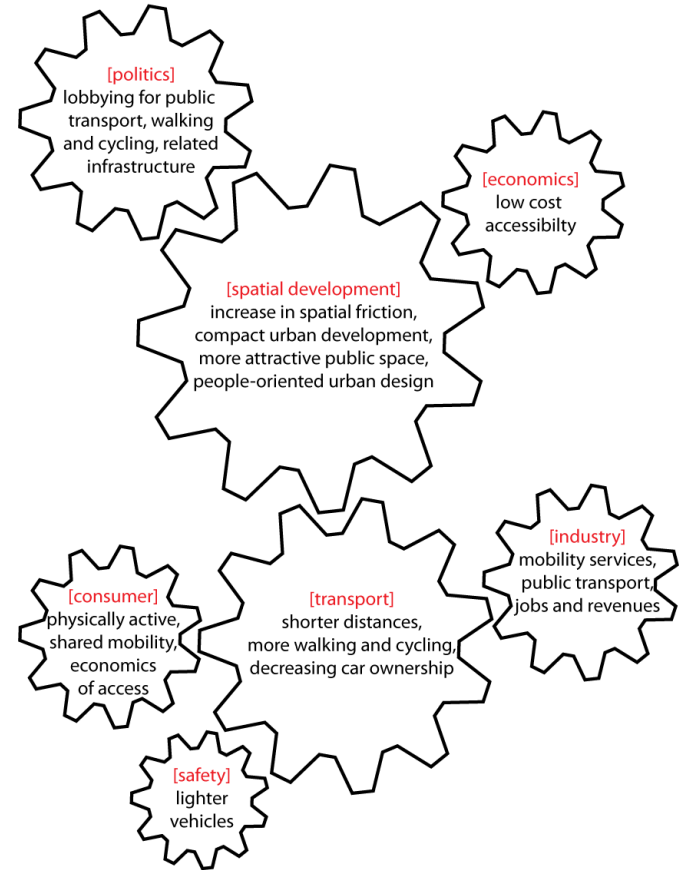 [politics]
lobbying for public
transport, walking
and cycling, related
infrastructure
[economics]
low cost
accessibilty
[spatial development]
increase in spatial friction,
compact urban development,
more attractive public space,
people-oriented urban design
[industry]
mobility services,
public transport,
jobs and revenues
[consumer]
physically active,
shared mobility,
economics
of access
[transport]
shorter distances,
more walking and cycling,
decreasing car ownership
[safety]
lighter
vehicles